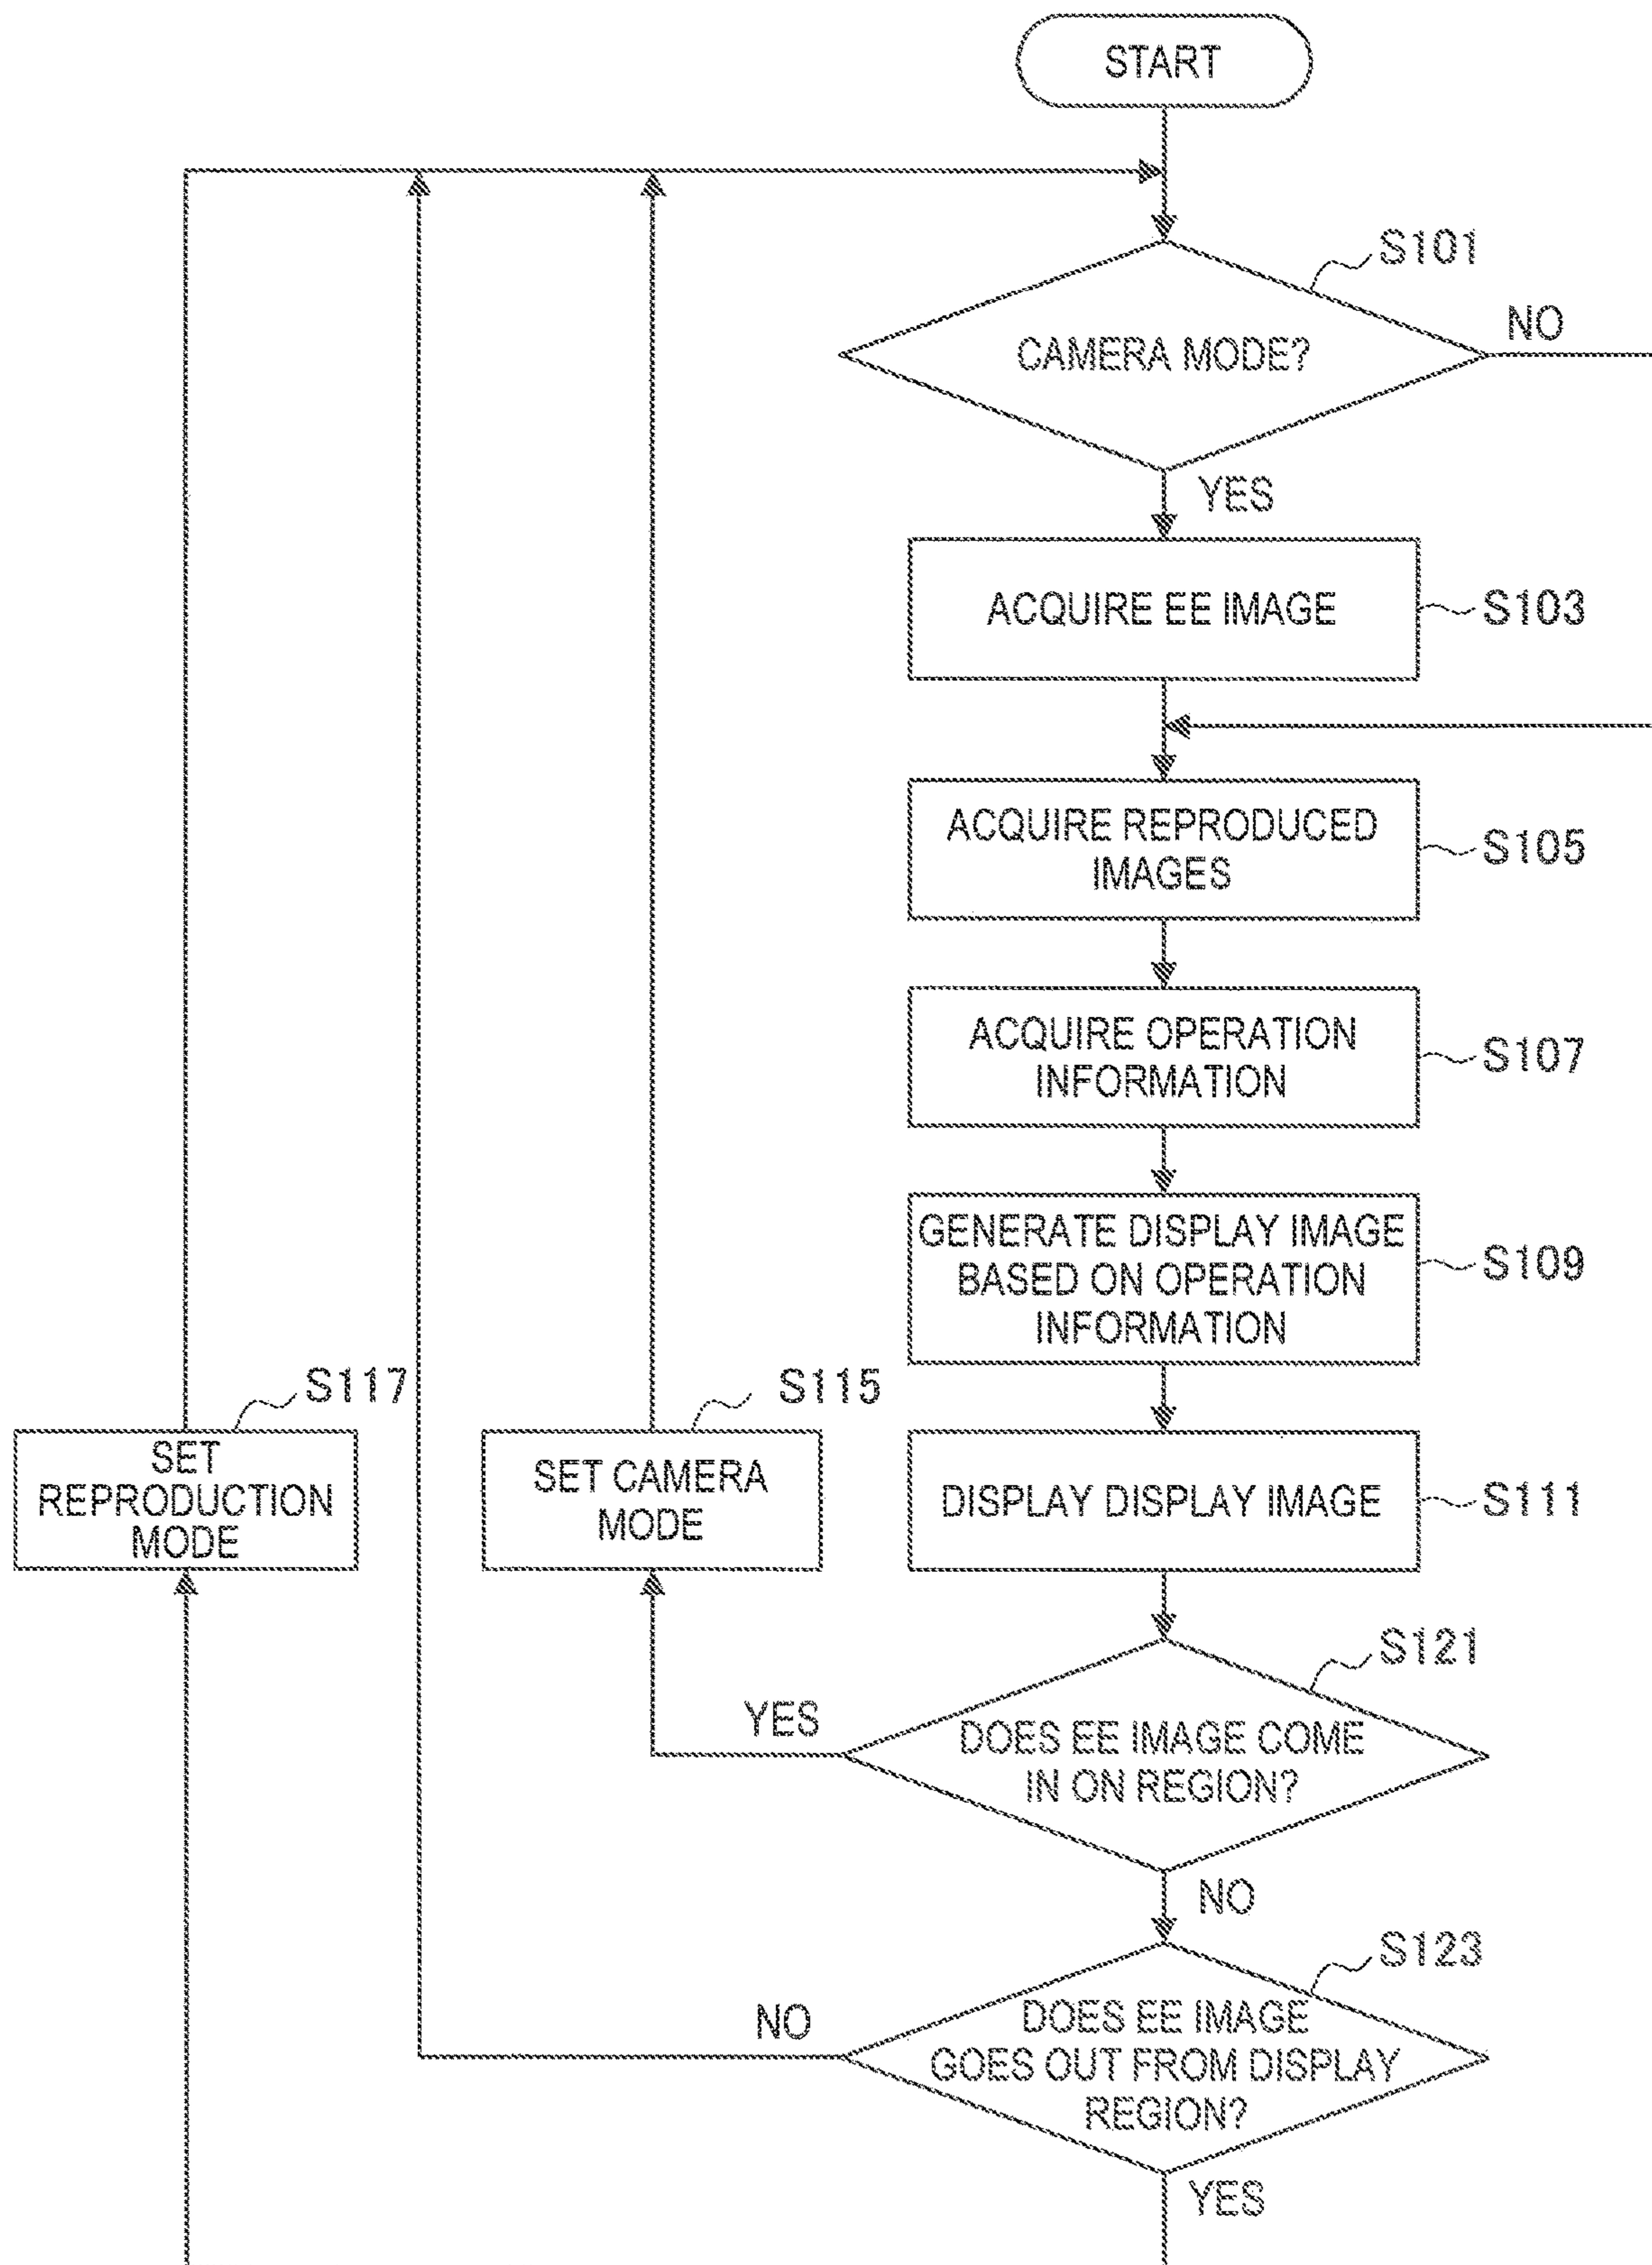 START
S101
CAMERA MODE?
NO
YES
ACQUIRE EE IMAGE
S103
ACQUIRE REPRODUCED
IMAGES
S105
ACQUIRE OPERATION
INFORMATION
S107
GENERATE DISPLAY IMAGE
BASED ON OPERATION
INFORMATION
S109
S117
SET
REPRODUCTION
MODE
S115
SET CAMERA
MODE
DISPLAY DISPLAY IMAGE
S111
S121
YES
DOES EE IMAGE COME
IN ON REGION?
NO
S123
NO
DOES EE IMAGE
GOES OUT FROM DISPLAY
REGION?
YES